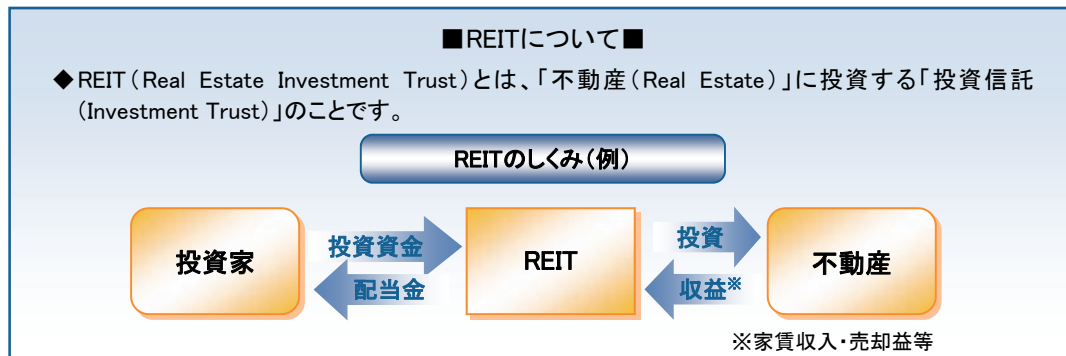 ■REITについて■
◆REIT(Real Estate Investment Trust)とは、「不動産(Real Estate)」に投資する「投資信託
(Investment Trust)」のことです。
REITのしくみ(例)
投資家
投資資金
配当金
REIT
投資
収益※
不動産
※家賃収入・売却益等